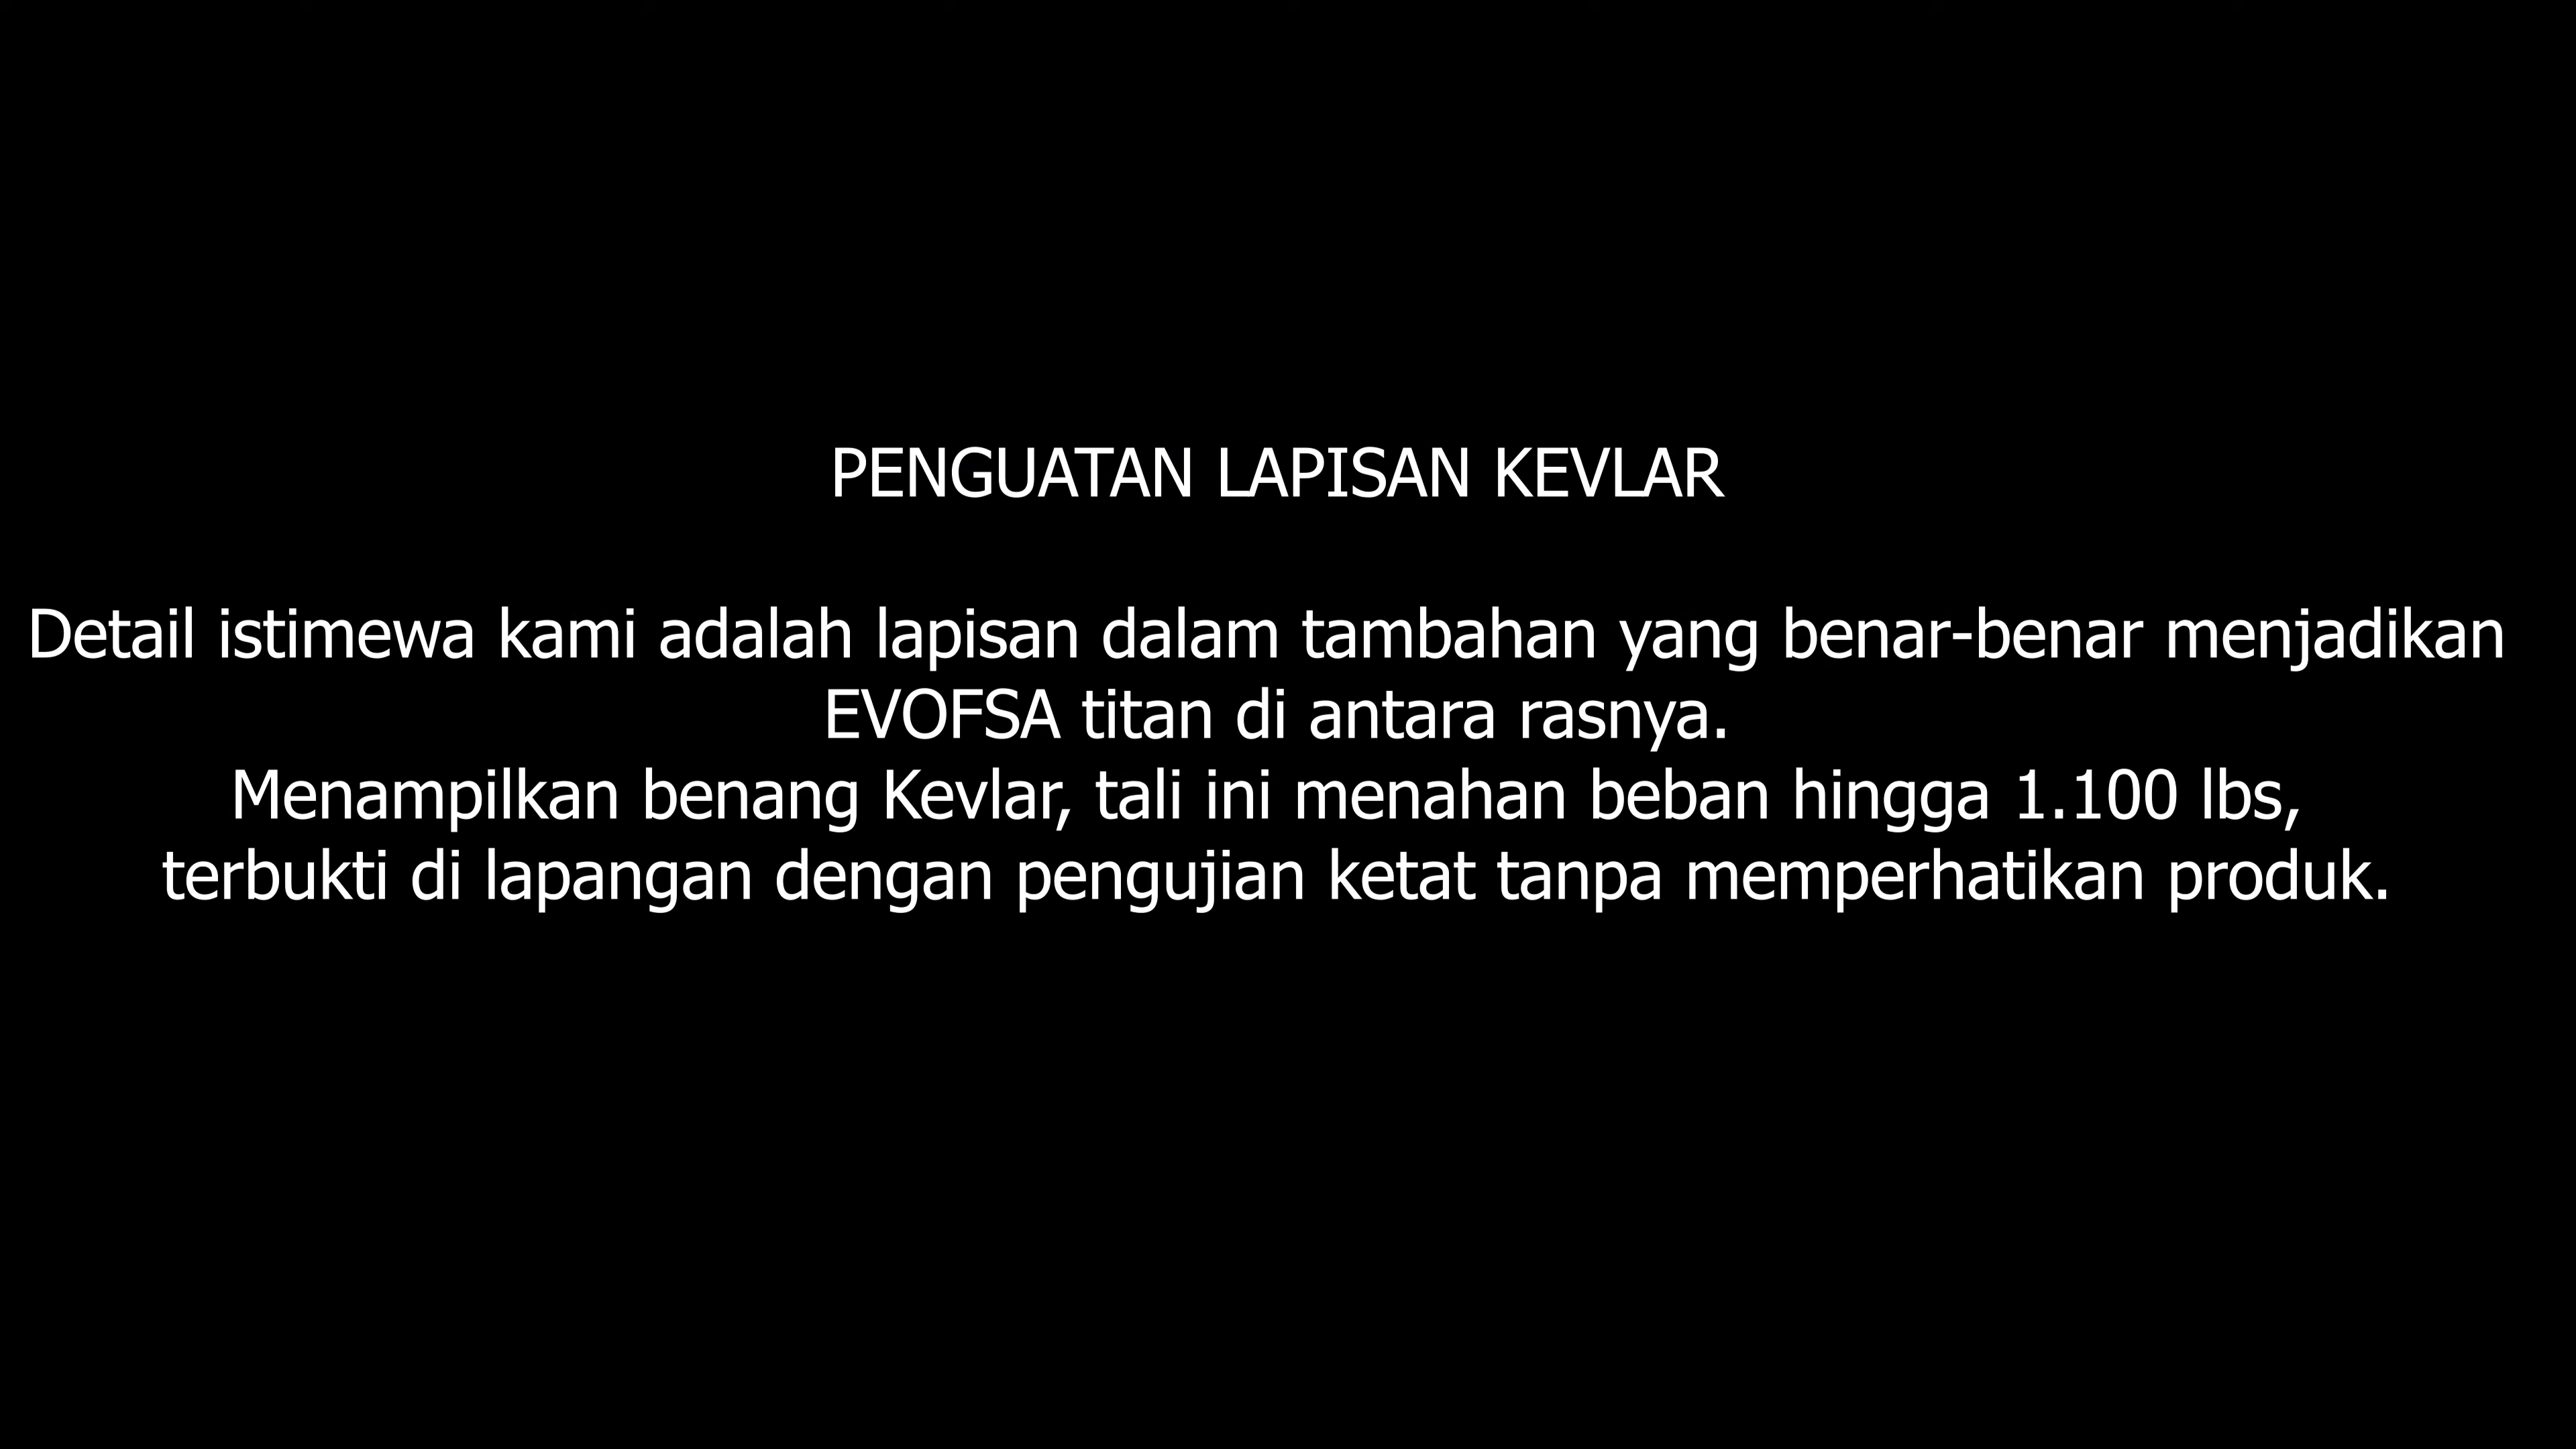 PENGUATAN LAPISAN KEVLAR
Detail istimewa kami adalah lapisan dalam tambahan yang benar-benar menjadikan
EVOFSA titan di antara rasnya.
Menampilkan benang Kevlar, tali ini menahan beban hingga 1.100 lbs,
terbukti di lapangan dengan pengujian ketat tanpa memperhatikan produk.